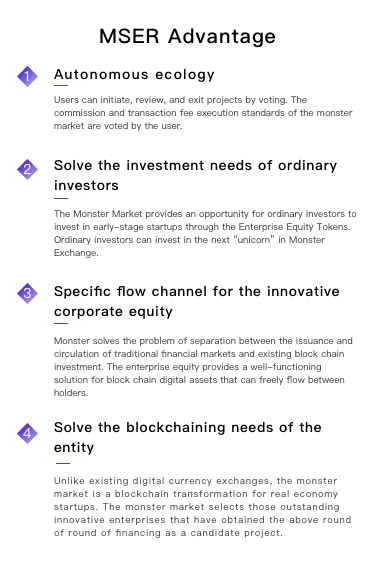 MSER Advantage
1
Autonomous ecology
Users can initiate, review, and exit projects by voting. The
commission and transaction fee execution standards of the monster
market are voted by the user.
2
Solve the investment needs of ordinary
investors
The Monster Market provides an opportunity for ordinary investors to
invest in early-stage startups through the Enterprise Equity Tokens.
Ordinary investors can invest in the next “unicorn” in Monster
Exchange.
3
Specific flow channel for the innovative
corporate equity
Monster solves the problem of separation between the issuance and
circulation of traditional financial markets and existing block chain
investment. The enterprise equity provides a well-functioning
solution for block chain digital assets that can freely flow between
holders.
4
Solve the blockchaining needs of the
entity
Unlike existing digital currency exchanges, the monster
market is a blockchain transformation for real economy
startups. The monster market selects those outstanding
innovative enterprises that have obtained the above round
of round of financing as a candidate project.